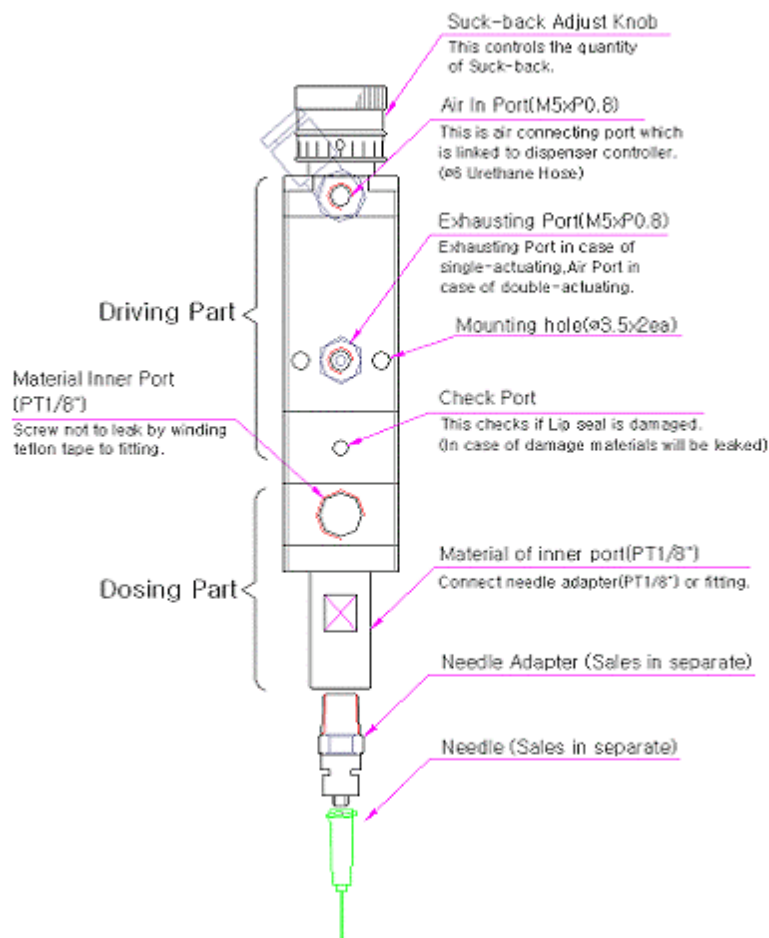 Suck-back Adjust Knob
This controls the quantity
of Suck-back.
Air In Port(M5xP0.8)
This is air connecting port which
is linked to dispenser controller.
(ø6 Urethane Hose)
Exhausting Port(M5xP0.8)
Exhausting Port in case of
single-actuating,Air Port in
case of double-actuating.
Driving Part
Mounting hole(ø3.5x2ea)
Material Inner Port
(PT1/8")
Screw not to leak by winding
teflon tape to fitting.
Check Port
This checks if Lip seal is damaged.
(In case of damage materials will be leaked)
Dosing Part
Material of inner port(PT1/8")
Connect needle adapter(PT1/8") or fitting.
Needle Adapter (Sales in separate)
Needle (Sales in separate)